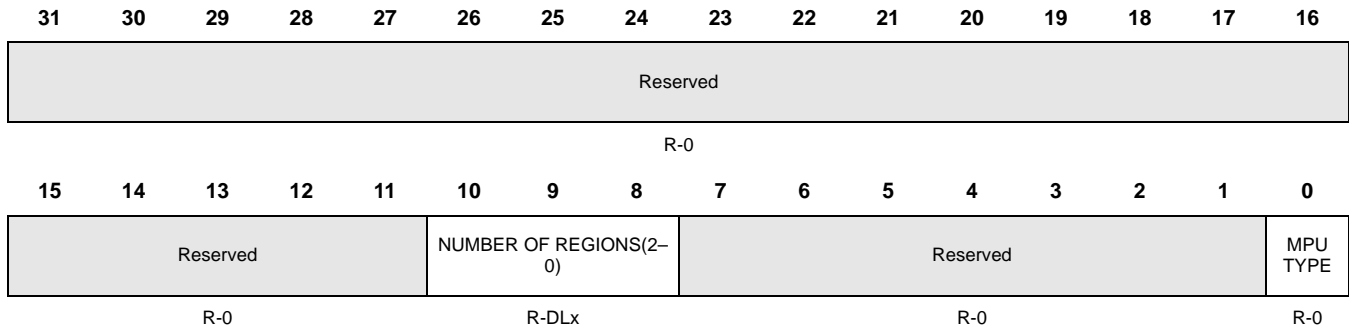 31 30 29 28 27 26 25 24 23 22 21 20 19 18 17 16
Reserved
R-0
15 14 13 12 11 10 9 8 7 6 5 4 3 2 1 0
Reserved NUMBER OF REGIONS(2– Reserved MPU
0) TYPE
R-0 R-DLx R-0 R-0